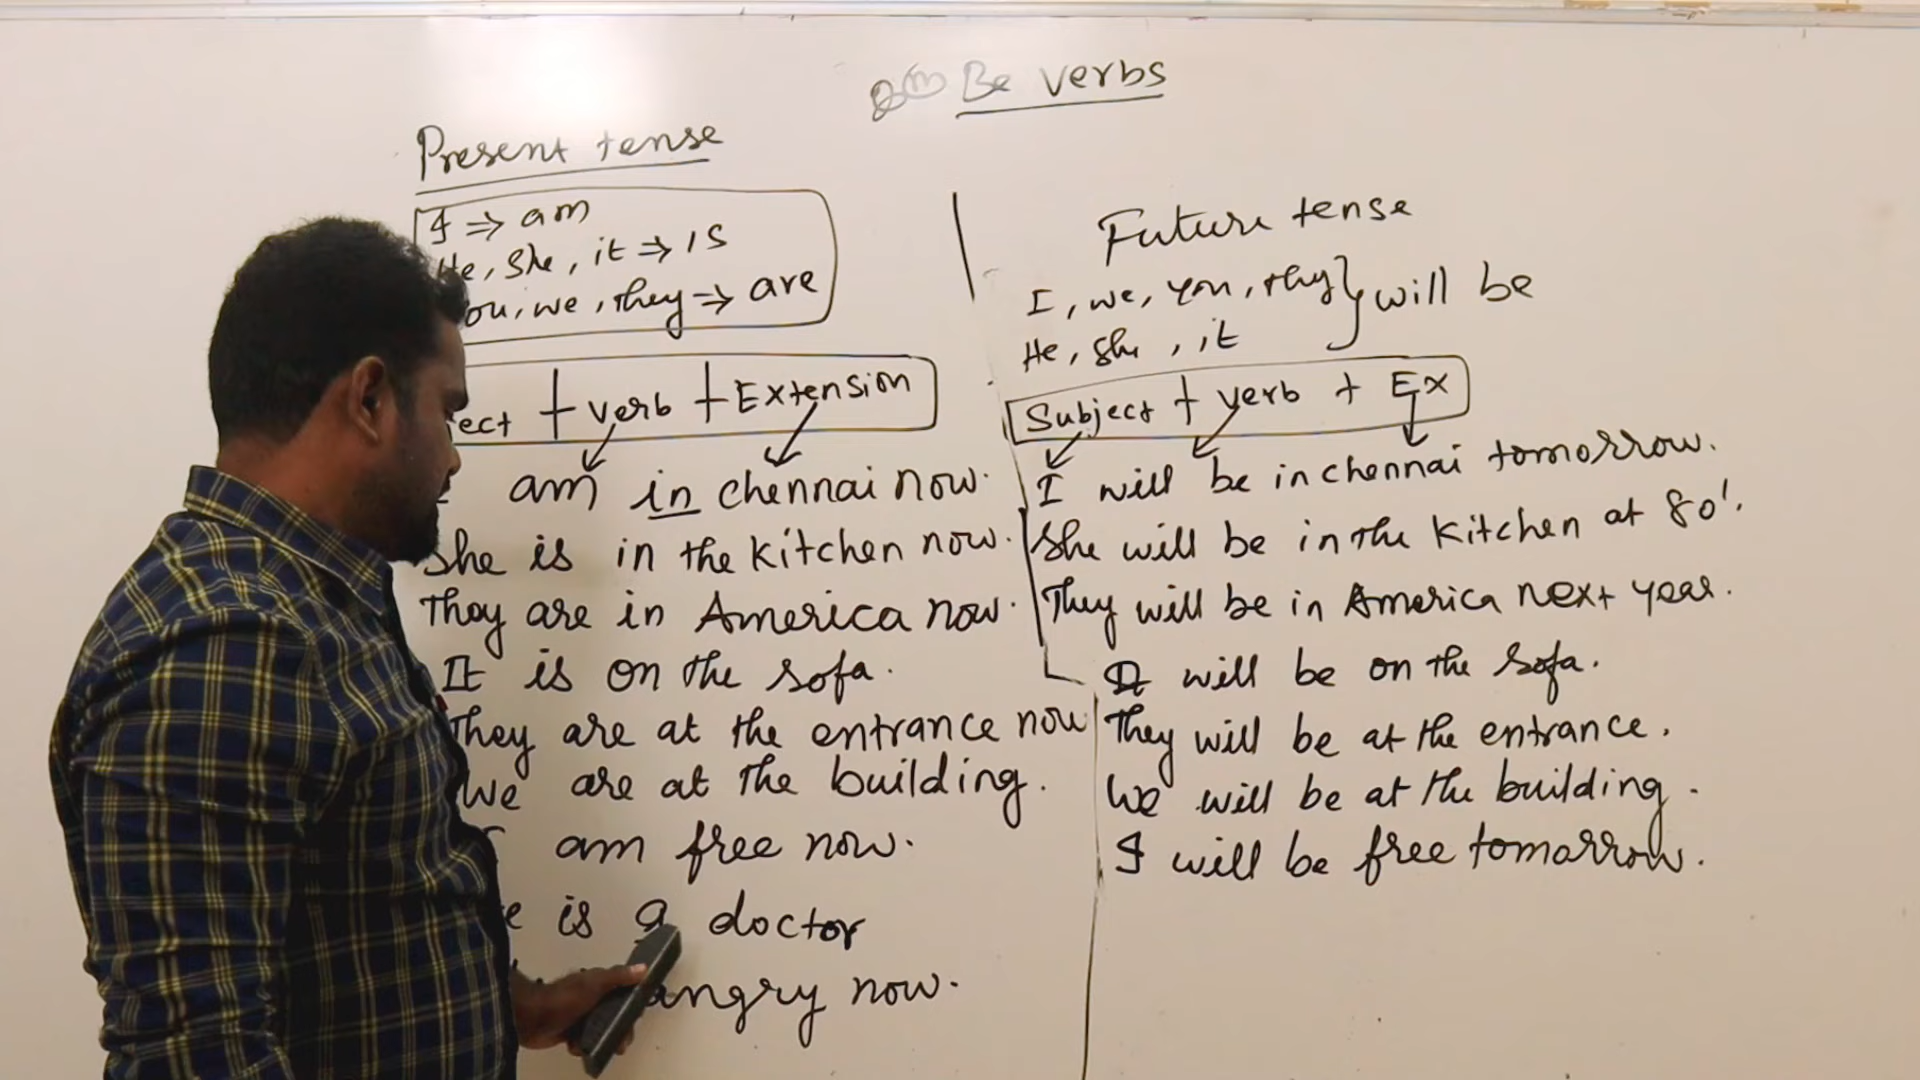 Be verbs
Present tense
I ⇒ am
He, She, it ⇒ is
you, we, they ⇒ are
+ verb + Extension
am in chennai now.
She is in the kitchen now.
They are in America now.
It is on the sofa.
They are at the entrance now
We are at the building.
am free now.
is a doctor
angry now.
Future tense
I, we, you, they } will be
He, she, it
Subject + verb + Ex
I will be in chennai tomorrow.
She will be in the kitchen at 8o'.
They will be in America next year.
It will be on the sofa.
They will be at the entrance.
We will be at the building.
I will be free tomorrow.